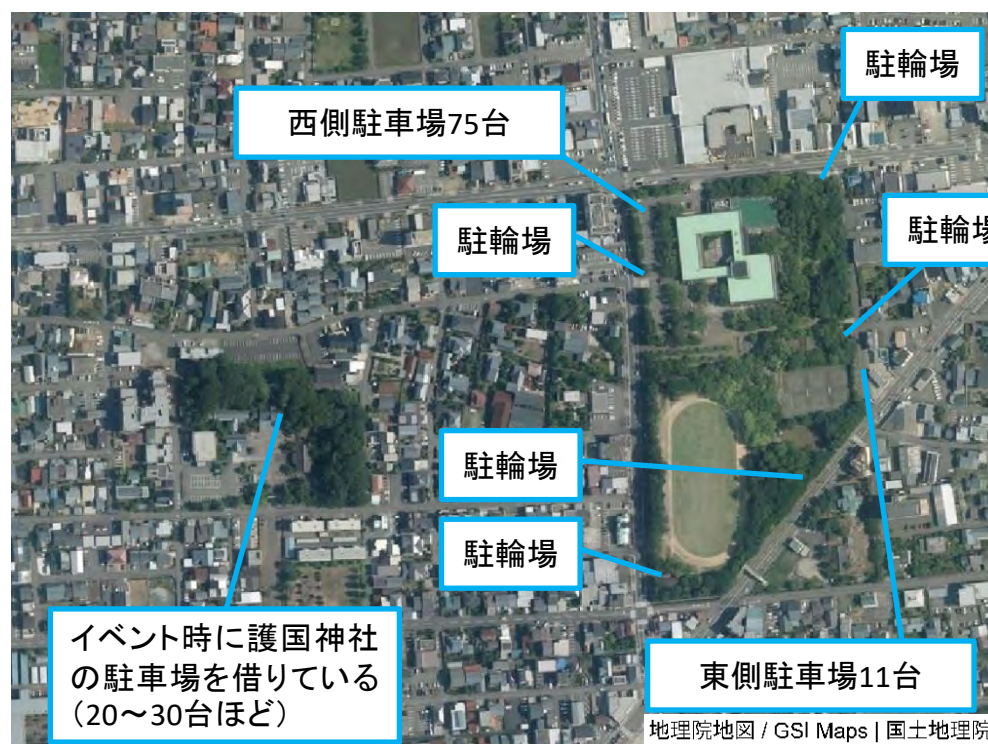 駐輪場
西側駐車場75台
駐輪場
駐輪場
駐輪場
駐輪場
イベント時に護国神社
の駐車場を借りている
（20～30台ほど）
東側駐車場11台
地理院地図 / GSI Maps | 国土地理院